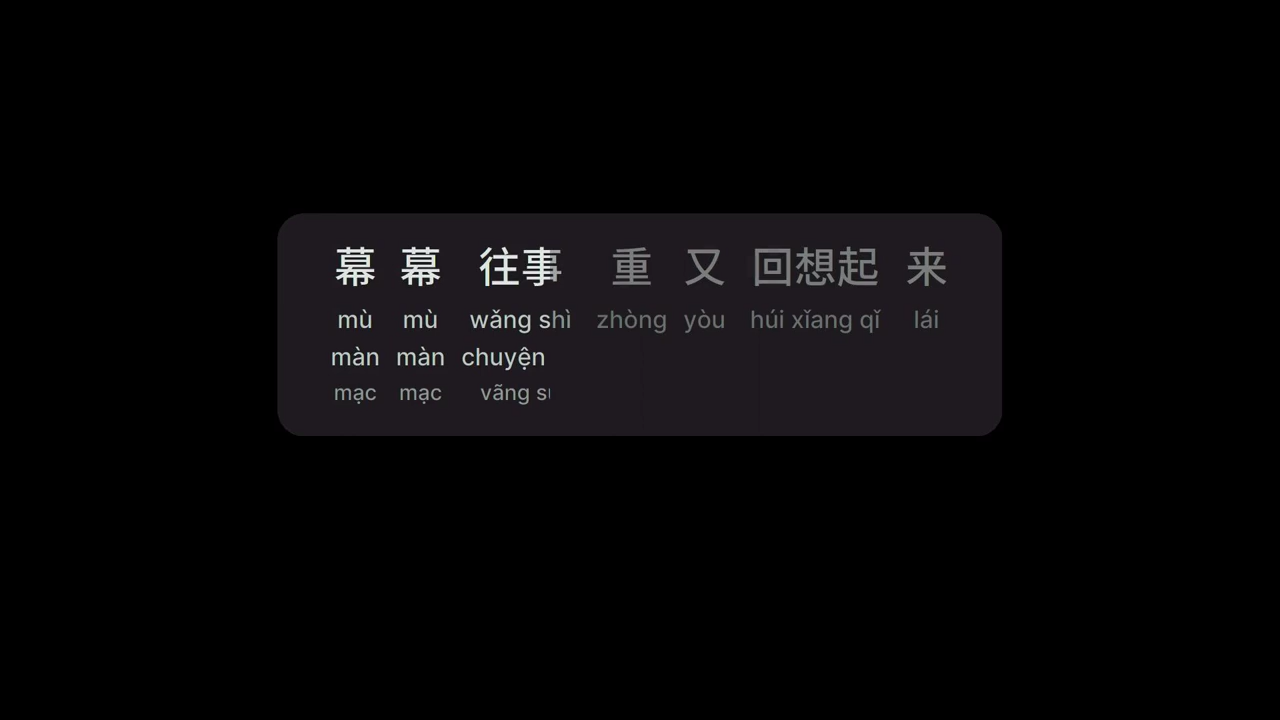 幕 幕 往事 重 又 回想起 来
mù mù wǎng shì zhòng yòu húi xǐang qǐ lái
màn màn chuyện
mạc mạc vãng